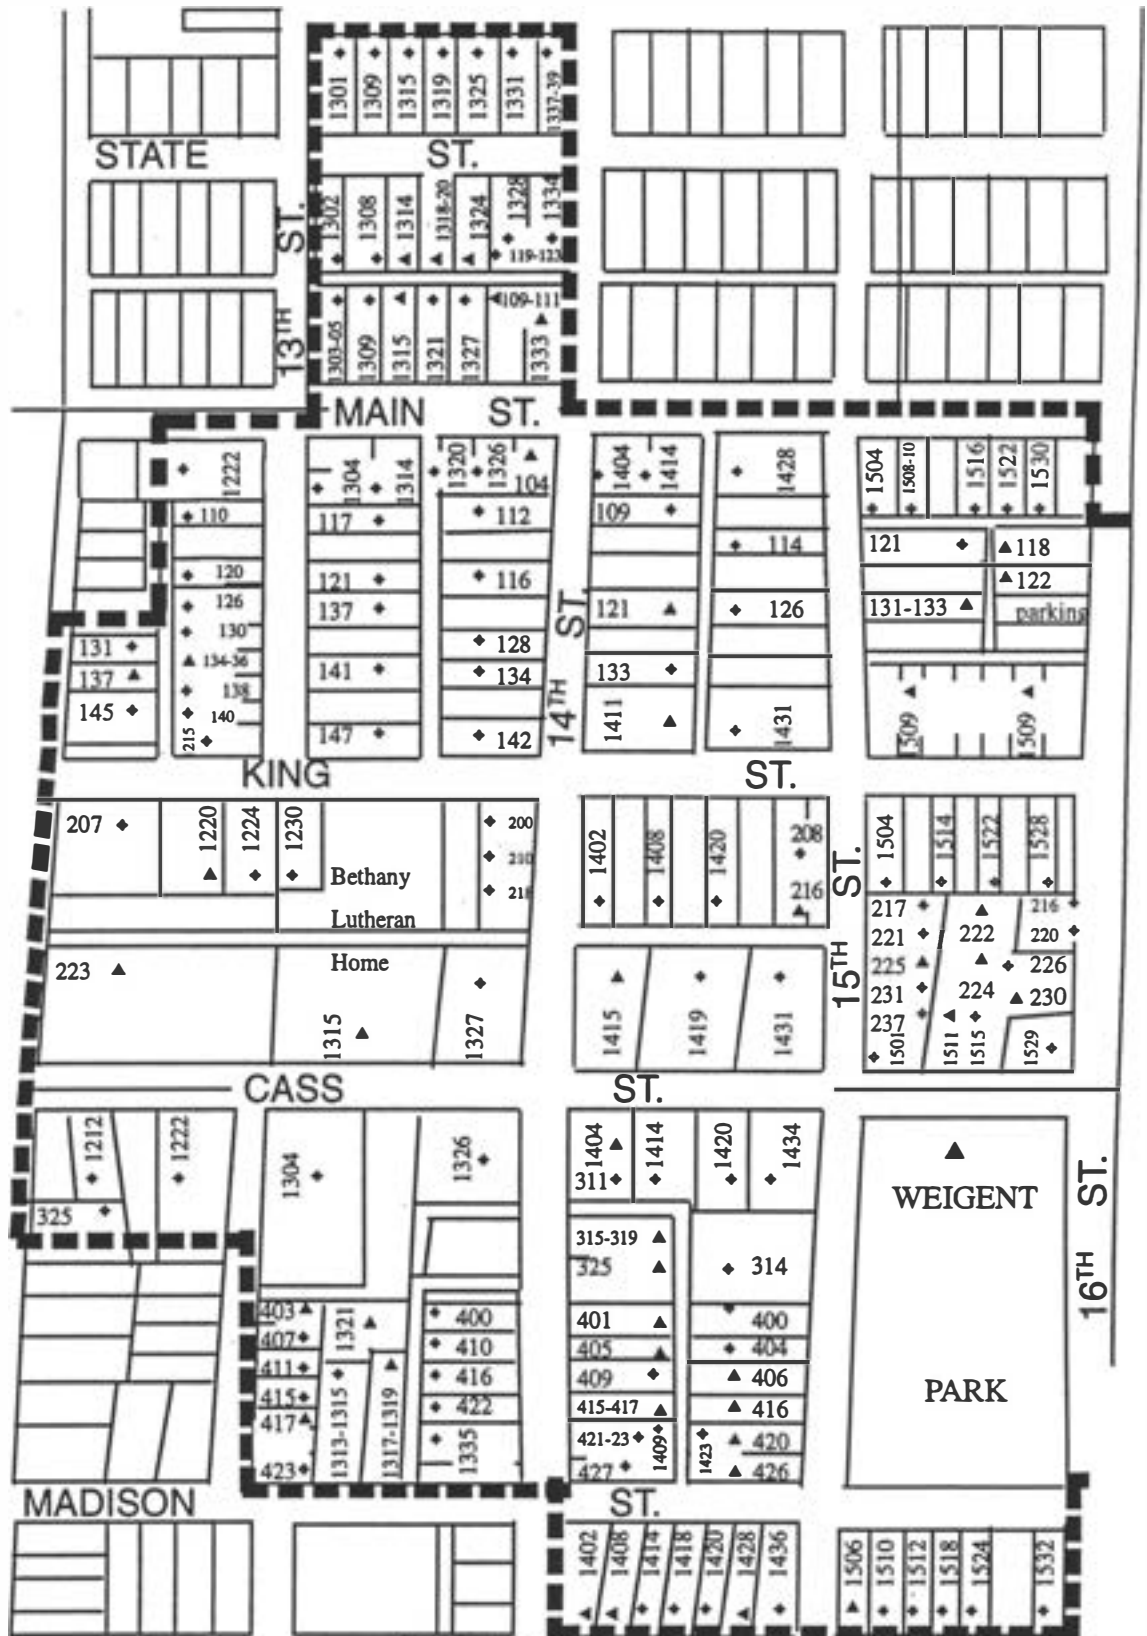 1301 1309 1315 1319 1325 1331 1337-39
STATE ST.
1302 1308 1314 1318-20 1324 1328 1334
119-123
13TH ST.
109-111
1303-05 1309 1315 1321 1327 1333
MAIN ST.
1222 1304 1314 1320 1326 104 1404 1414 1428 1504 1508-10 1516 1522 1530
110 117 112 109
121 118
114
120 121 116 122
126 137 121 126 131-133 parking
130
131 128
134-36 141 134 133
137
138
145 140 147 142 1411 1431 1509 1509
215
14TH ST.
KING ST.
207 1220 1224 1230 200 1402 1408 1420 208 1504 1514 1522 1528
210
Bethany 218 216
Lutheran
Home
217 222 216
221 220
223 225 226
231 224 230
1315 1327 1415 1419 1431 237
1501 1511 1515 1529
15TH ST.
CASS ST.
1212 1222 1304 1326 1404 1414 1420 1434
311
325
315-319
325 314
WEIGENT
PARK
16TH ST.
403 1321 400 401 400
407 410 405 404
411 416 409 406
415 422 415-417 416
417 1313-1315 1317-1319 1335 421-23 1409 1423 420
423 427 426
MADISON ST.
1402 1408 1414 1418 1420 1428 1436 1506 1510 1512 1518 1524 1532